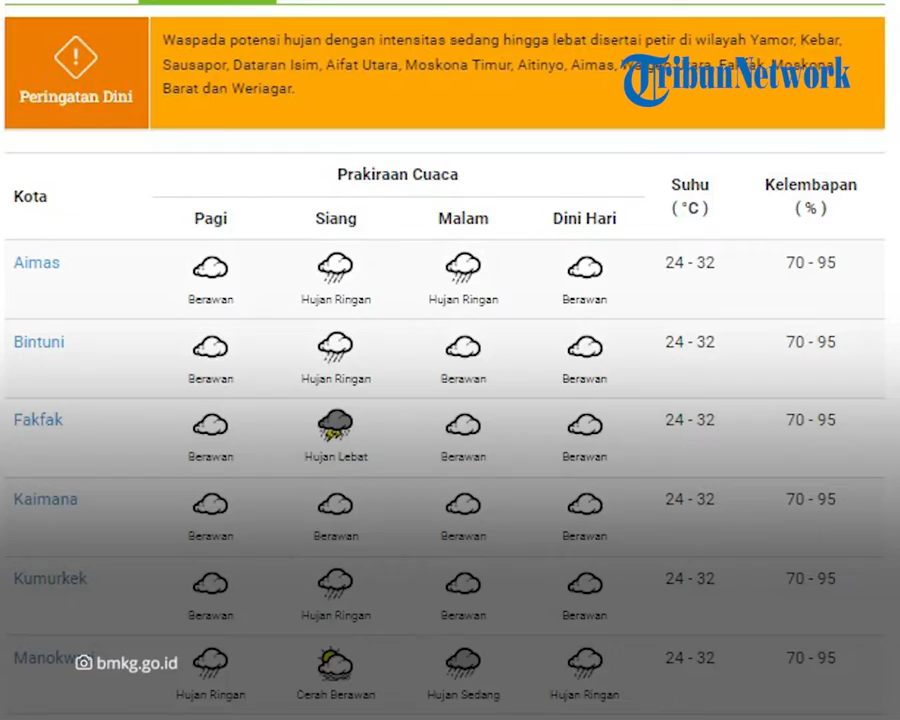 Waspada potensi hujan dengan intensitas sedang hingga lebat disertai petir di wilayah Yamor, Kebar,
Sausapor, Dataran Isim, Aifat Utara, Moskona Timur, Aitinyo, Aimas,
Barat dan Weriagar.
Peringatan Dini
TribunNetwork
Kota
Prakiraan Cuaca
Suhu
( °C )
Kelembapan
( % )
Pagi Siang Malam Dini Hari
Aimas 24 - 32 70 - 95
Berawan Hujan Ringan Hujan Ringan Berawan
Bintuni 24 - 32 70 - 95
Berawan Hujan Ringan Berawan Berawan
Fakfak 24 - 32 70 - 95
Berawan Hujan Lebat Berawan Berawan
Kaimana 24 - 32 70 - 95
Berawan Berawan Berawan Berawan
Kumurkek 24 - 32 70 - 95
Berawan Hujan Ringan Berawan Berawan
24 - 32 70 - 95
bmkg.go.id
Hujan Ringan Cerah Berawan Hujan Sedang Hujan Ringan